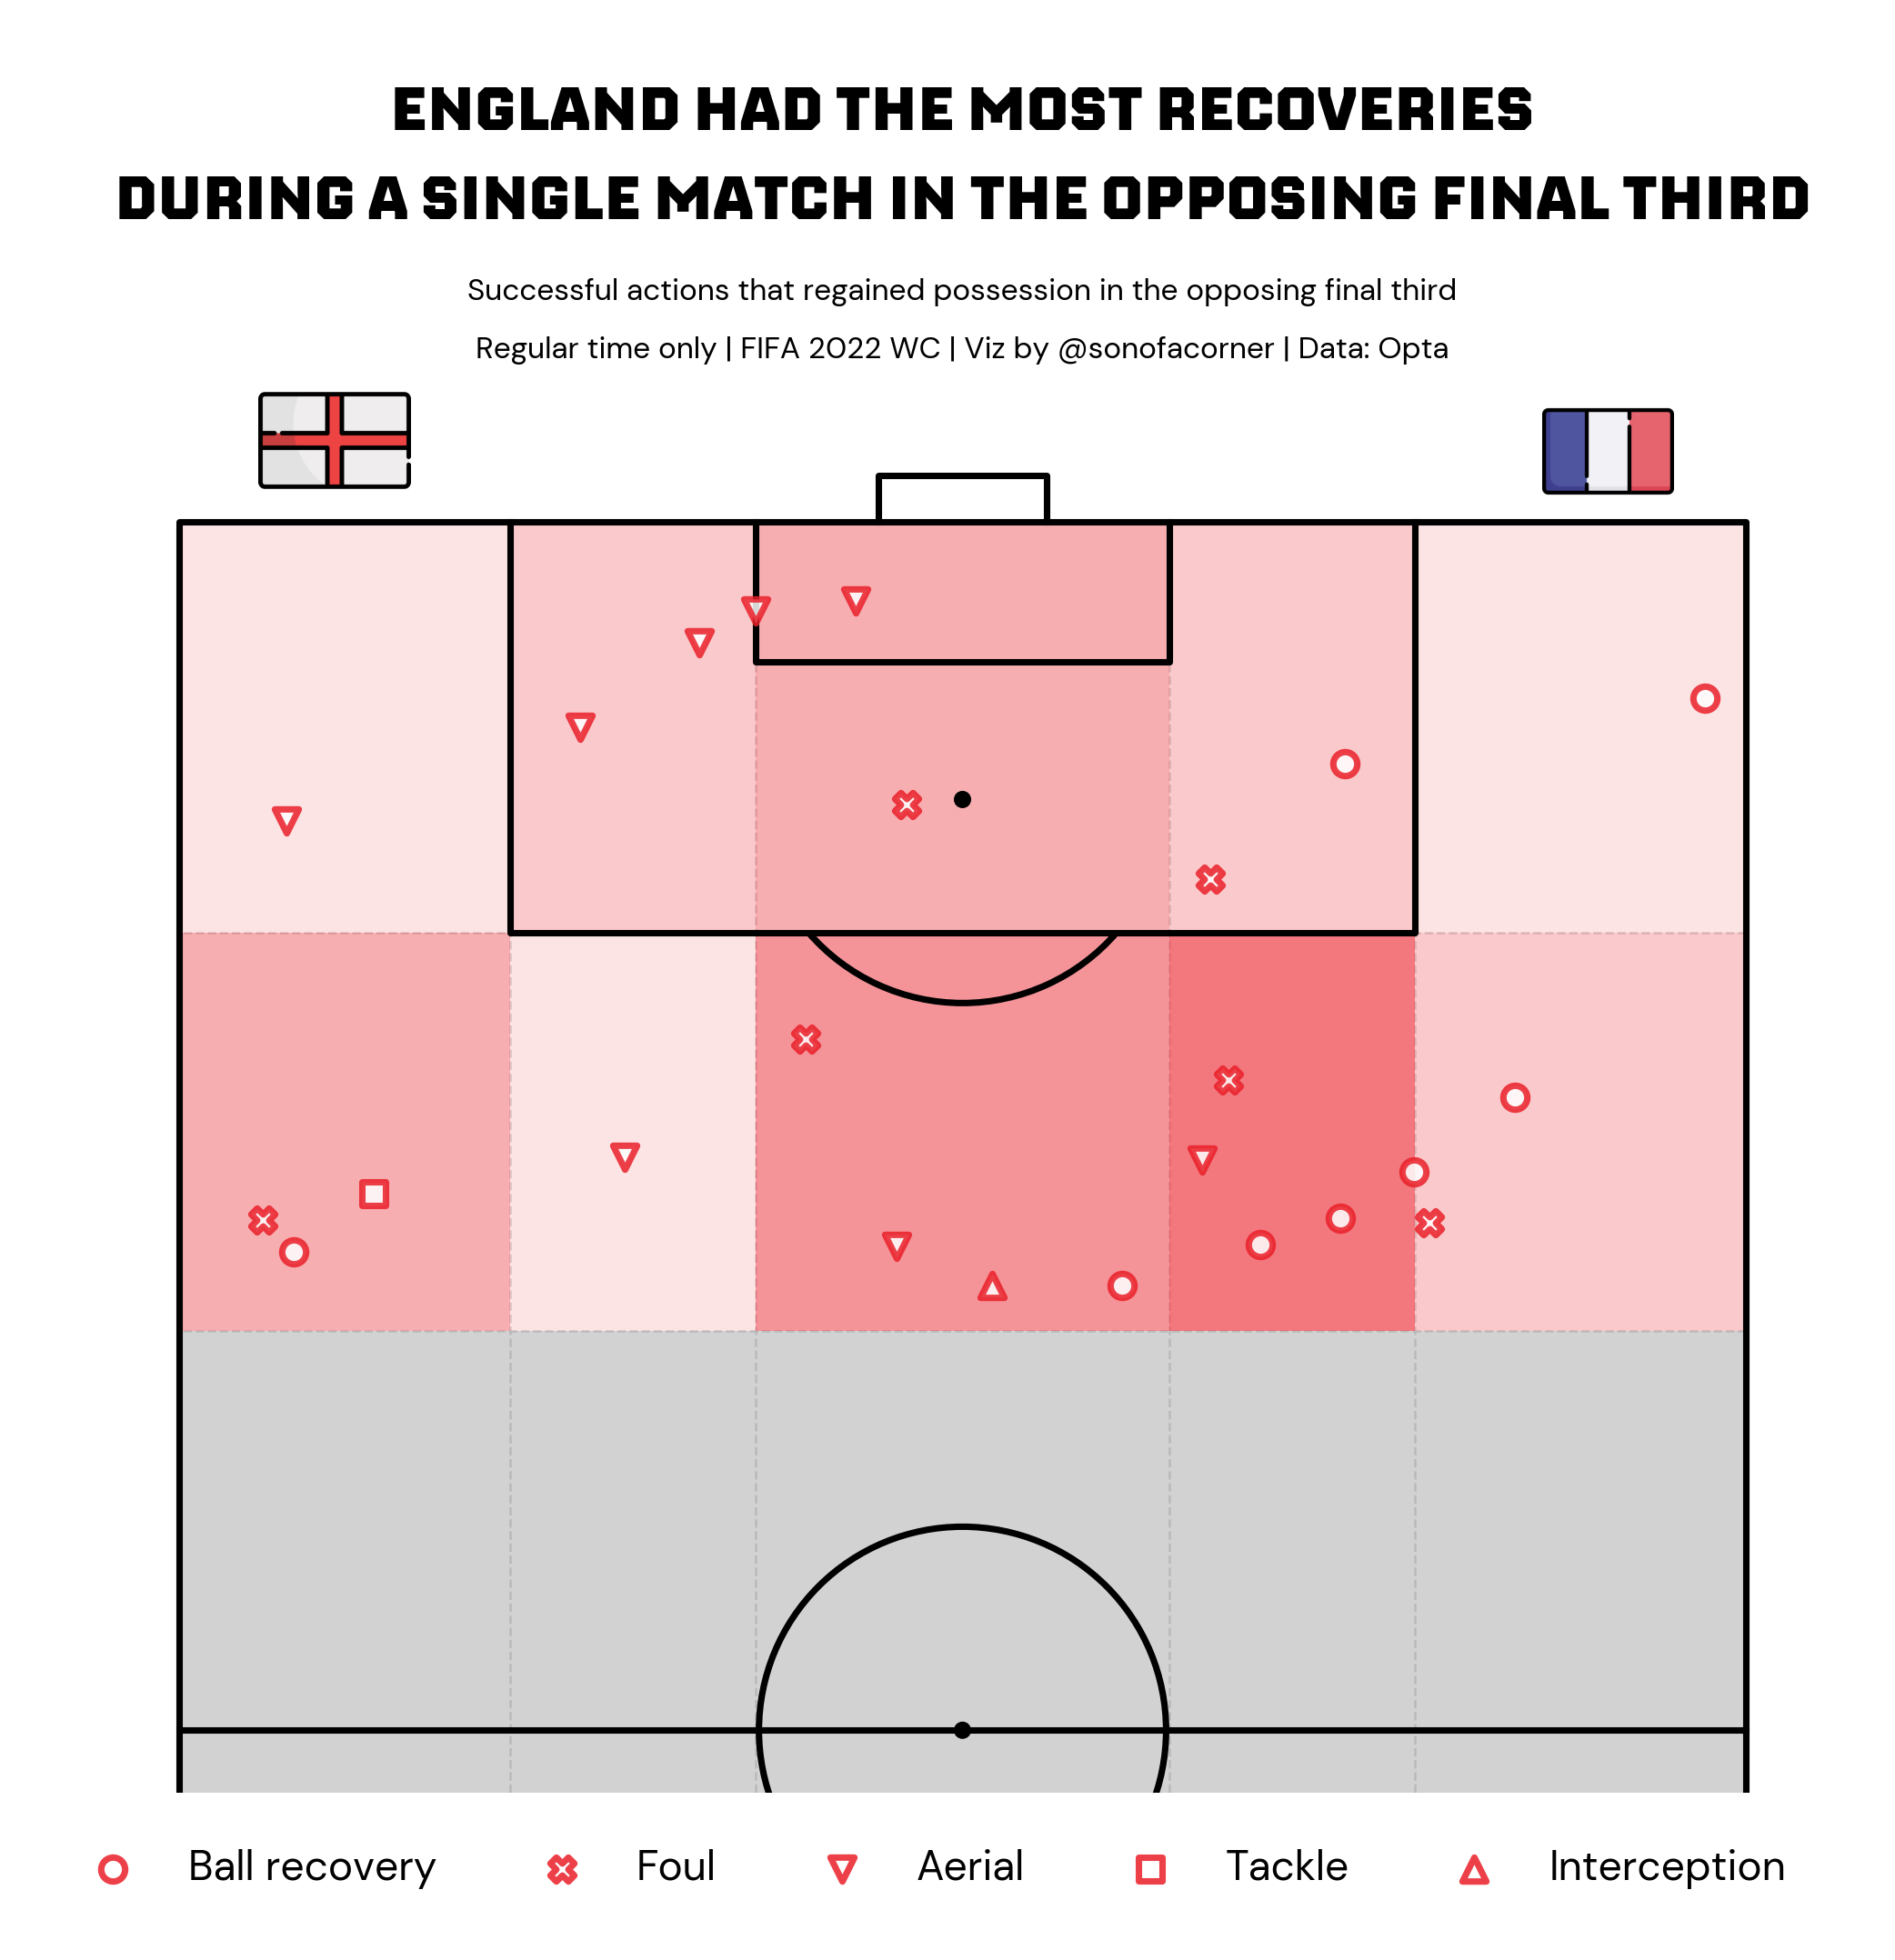 ENGLAND HAD THE MOST RECOVERIES
DURING A SINGLE MATCH IN THE OPPOSING FINAL THIRD
Successful actions that regained possession in the opposing final third
Regular time only | FIFA 2022 WC | Viz by @sonofacorner | Data: Opta
Ball recovery Foul Aerial Tackle Interception